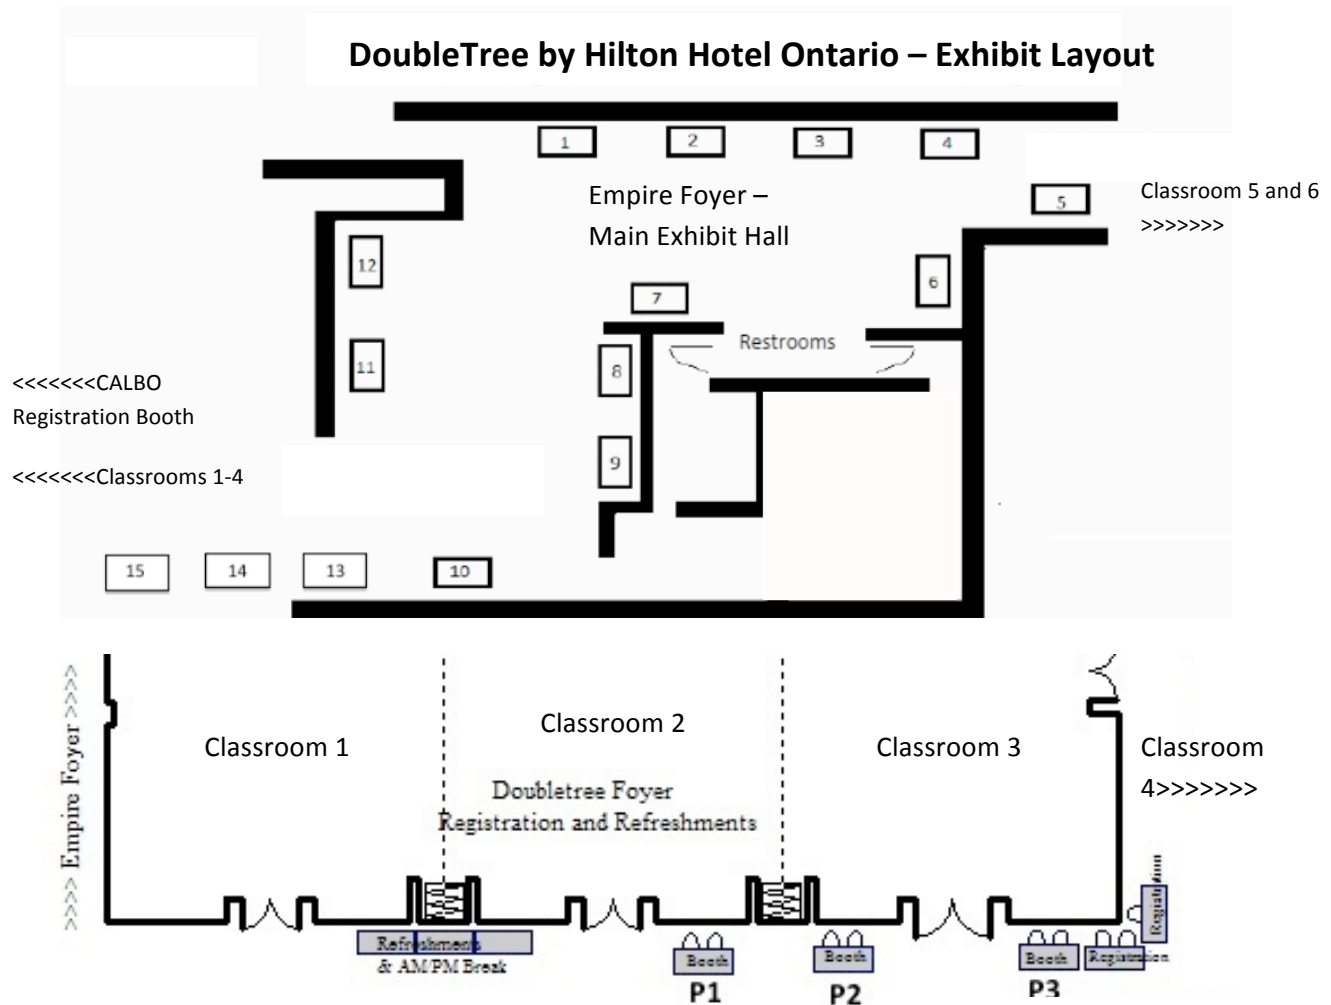 DoubleTree by Hilton Hotel Ontario – Exhibit Layout
1
2
3
4
Empire Foyer –
Main Exhibit Hall
5
Classroom 5 and 6
>>>>>>>
12
6
7
Restrooms
11
8
<<<<<<<CALBO
Registration Booth
9
<<<<<<<Classrooms 1-4
15
14
13
10
>>>> Empire Foyer >>>>
Classroom 1
Classroom 2
Classroom 3
Classroom
4>>>>>>>
Doubletree Foyer
Registration and Refreshments
Refreshments
& AM/PM Break
Booth
P1
Booth
P2
Booth
P3
Registration
Registration